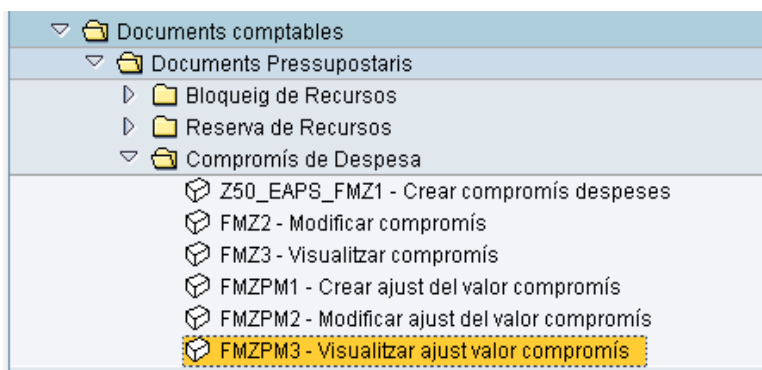 Documents comptables
Documents Pressupostaris
Bloqueig de Recursos
Reserva de Recursos
Compromís de Despesa
Z50_EAPS_FMZ1 - Crear compromís despeses
FMZ2 - Modificar compromís
FMZ3 - Visualitzar compromís
FMZPM1 - Crear ajust del valor compromís
FMZPM2 - Modificar ajust del valor compromís
FMZPM3 - Visualitzar ajust valor compromís